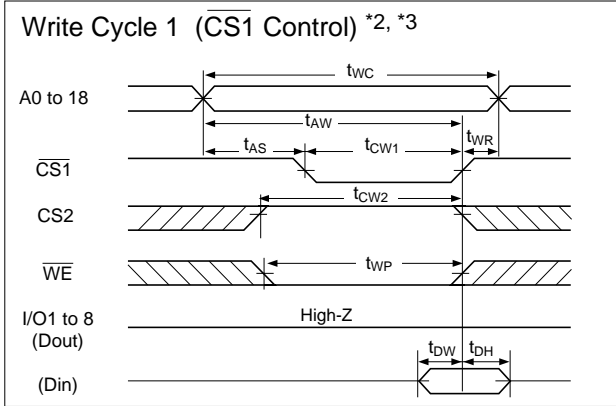 Write Cycle 1 (CS1 Control) *2, *3
tWC
A0 to 18
tAW
tAS tCW1 tWR
CS1
tCW2
CS2
tWP
WE
I/O1 to 8 High-Z
(Dout)
tDW tDH
(Din)